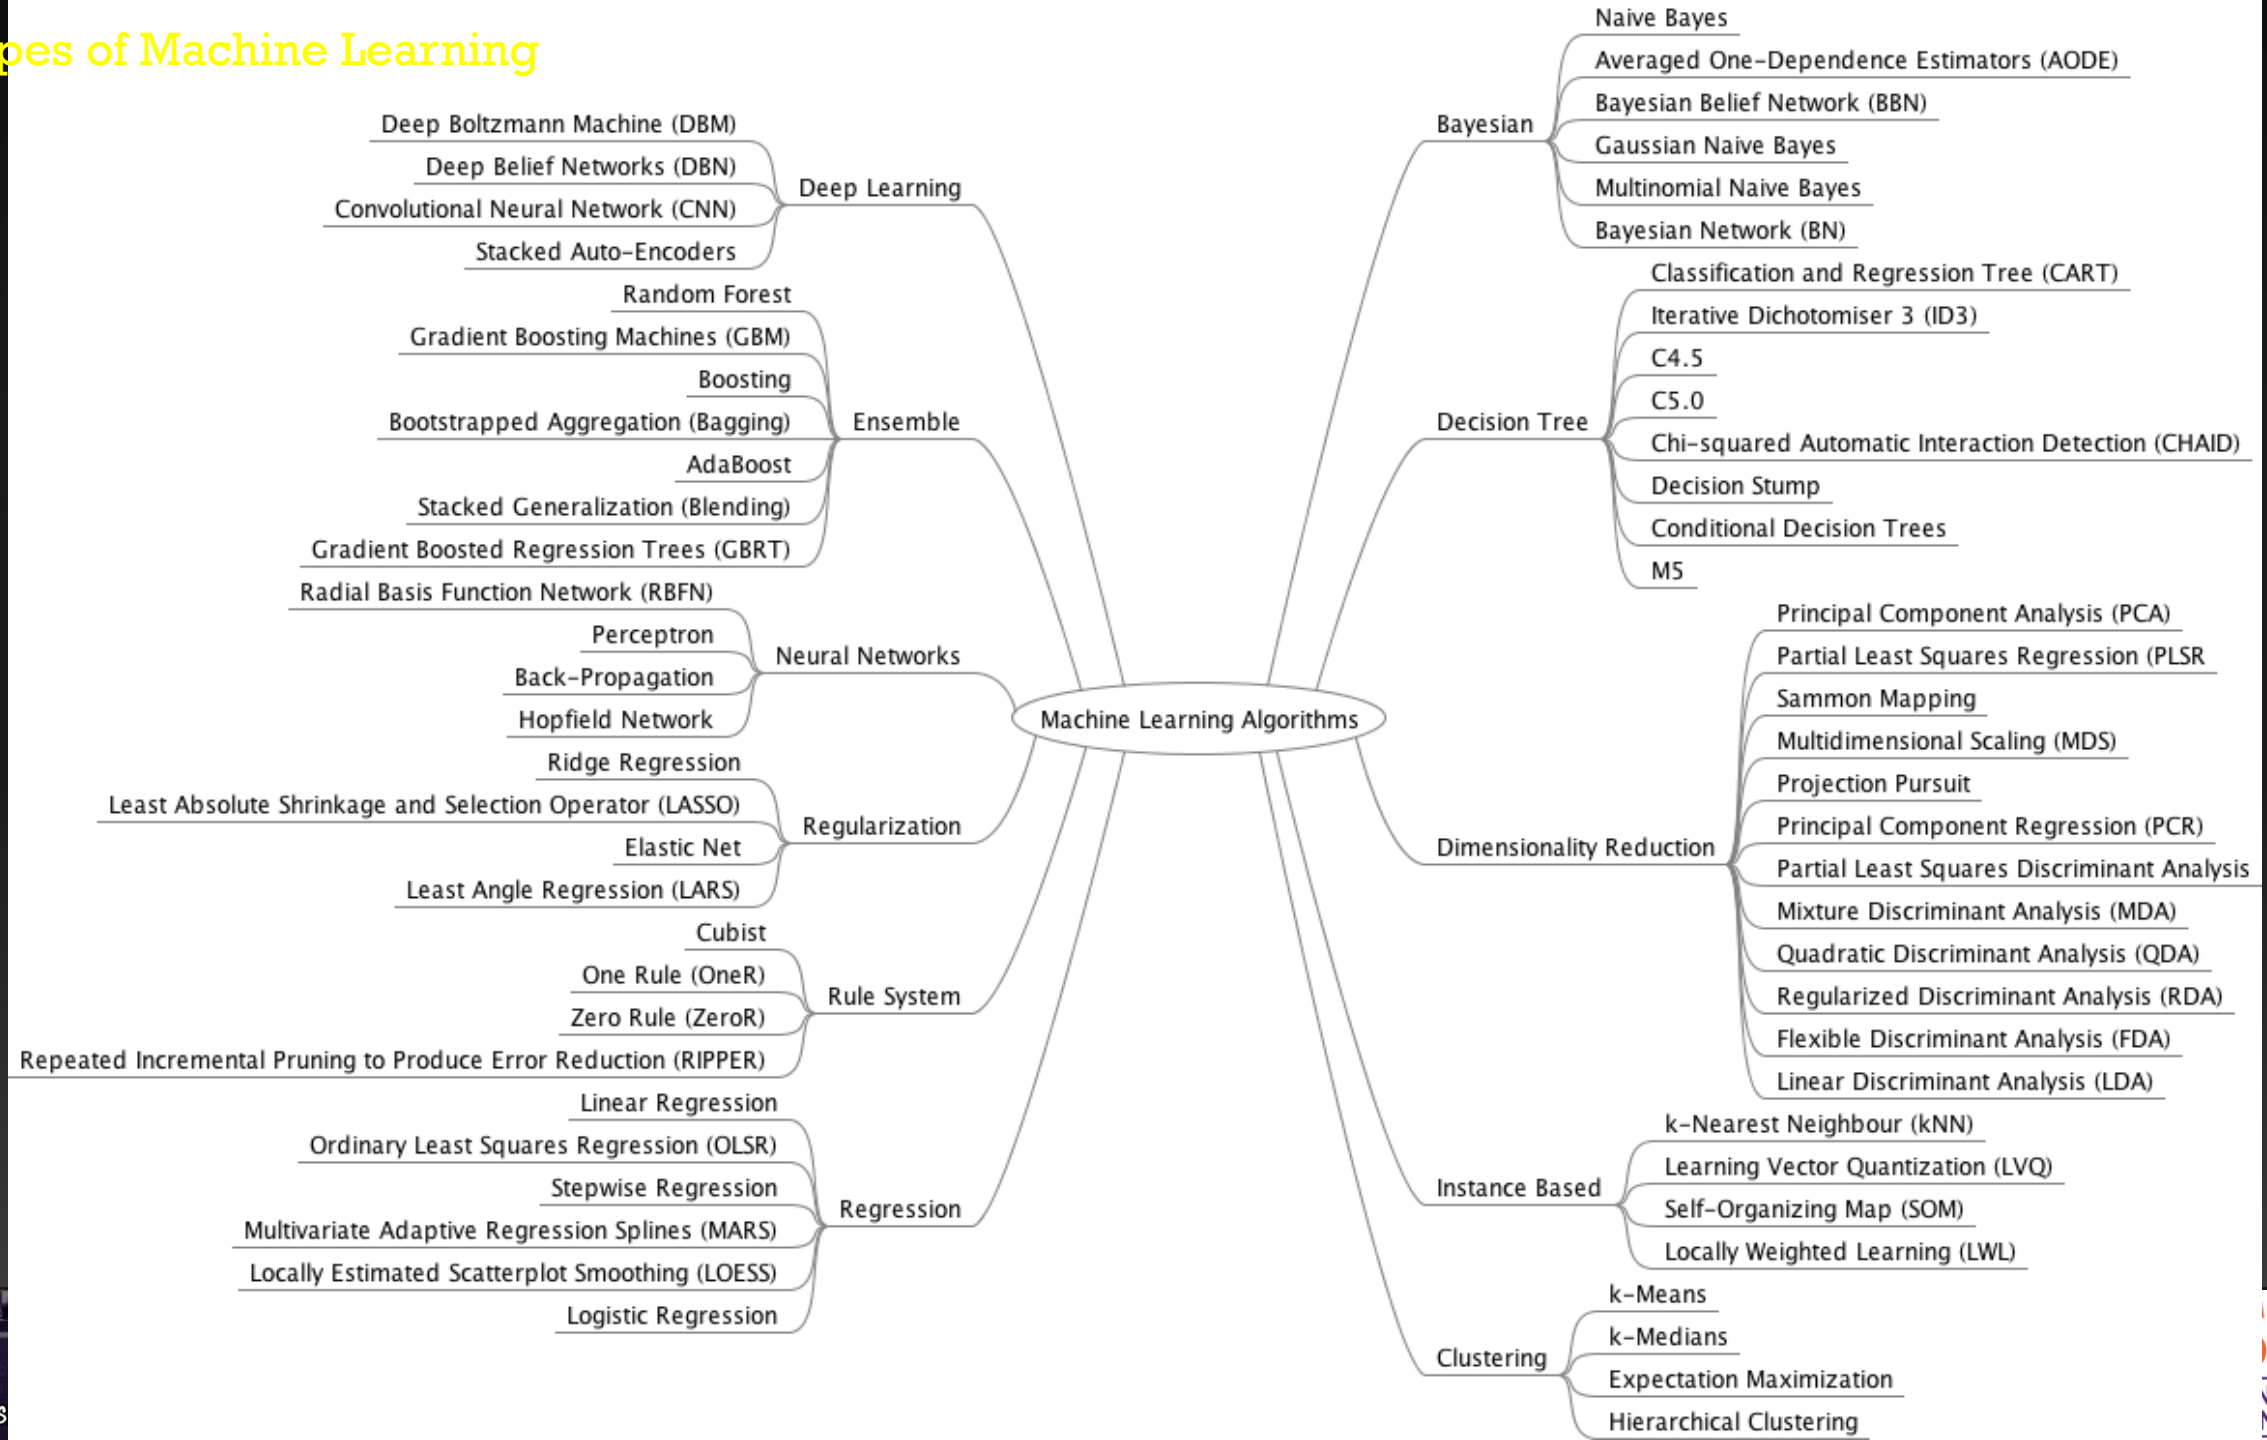 pes of Machine Learning
Deep Boltzmann Machine (DBM)
Deep Belief Networks (DBN)
Convolutional Neural Network (CNN)
Stacked Auto-Encoders
Deep Learning
Random Forest
Gradient Boosting Machines (GBM)
Boosting
Bootstrapped Aggregation (Bagging)
AdaBoost
Stacked Generalization (Blending)
Gradient Boosted Regression Trees (GBRT)
Ensemble
Radial Basis Function Network (RBFN)
Perceptron
Back-Propagation
Hopfield Network
Neural Networks
Ridge Regression
Least Absolute Shrinkage and Selection Operator (LASSO)
Elastic Net
Least Angle Regression (LARS)
Regularization
Cubist
One Rule (OneR)
Zero Rule (ZeroR)
Repeated Incremental Pruning to Produce Error Reduction (RIPPER)
Rule System
Linear Regression
Ordinary Least Squares Regression (OLSR)
Stepwise Regression
Multivariate Adaptive Regression Splines (MARS)
Locally Estimated Scatterplot Smoothing (LOESS)
Logistic Regression
Regression
Machine Learning Algorithms
Bayesian
Naive Bayes
Averaged One-Dependence Estimators (AODE)
Bayesian Belief Network (BBN)
Gaussian Naive Bayes
Multinomial Naive Bayes
Bayesian Network (BN)
Decision Tree
Classification and Regression Tree (CART)
Iterative Dichotomiser 3 (ID3)
C4.5
C5.0
Chi-squared Automatic Interaction Detection (CHAID)
Decision Stump
Conditional Decision Trees
M5
Dimensionality Reduction
Principal Component Analysis (PCA)
Partial Least Squares Regression (PLSR
Sammon Mapping
Multidimensional Scaling (MDS)
Projection Pursuit
Principal Component Regression (PCR)
Partial Least Squares Discriminant Analysis
Mixture Discriminant Analysis (MDA)
Quadratic Discriminant Analysis (QDA)
Regularized Discriminant Analysis (RDA)
Flexible Discriminant Analysis (FDA)
Linear Discriminant Analysis (LDA)
Instance Based
k-Nearest Neighbour (kNN)
Learning Vector Quantization (LVQ)
Self-Organizing Map (SOM)
Locally Weighted Learning (LWL)
Clustering
k-Means
k-Medians
Expectation Maximization
Hierarchical Clustering